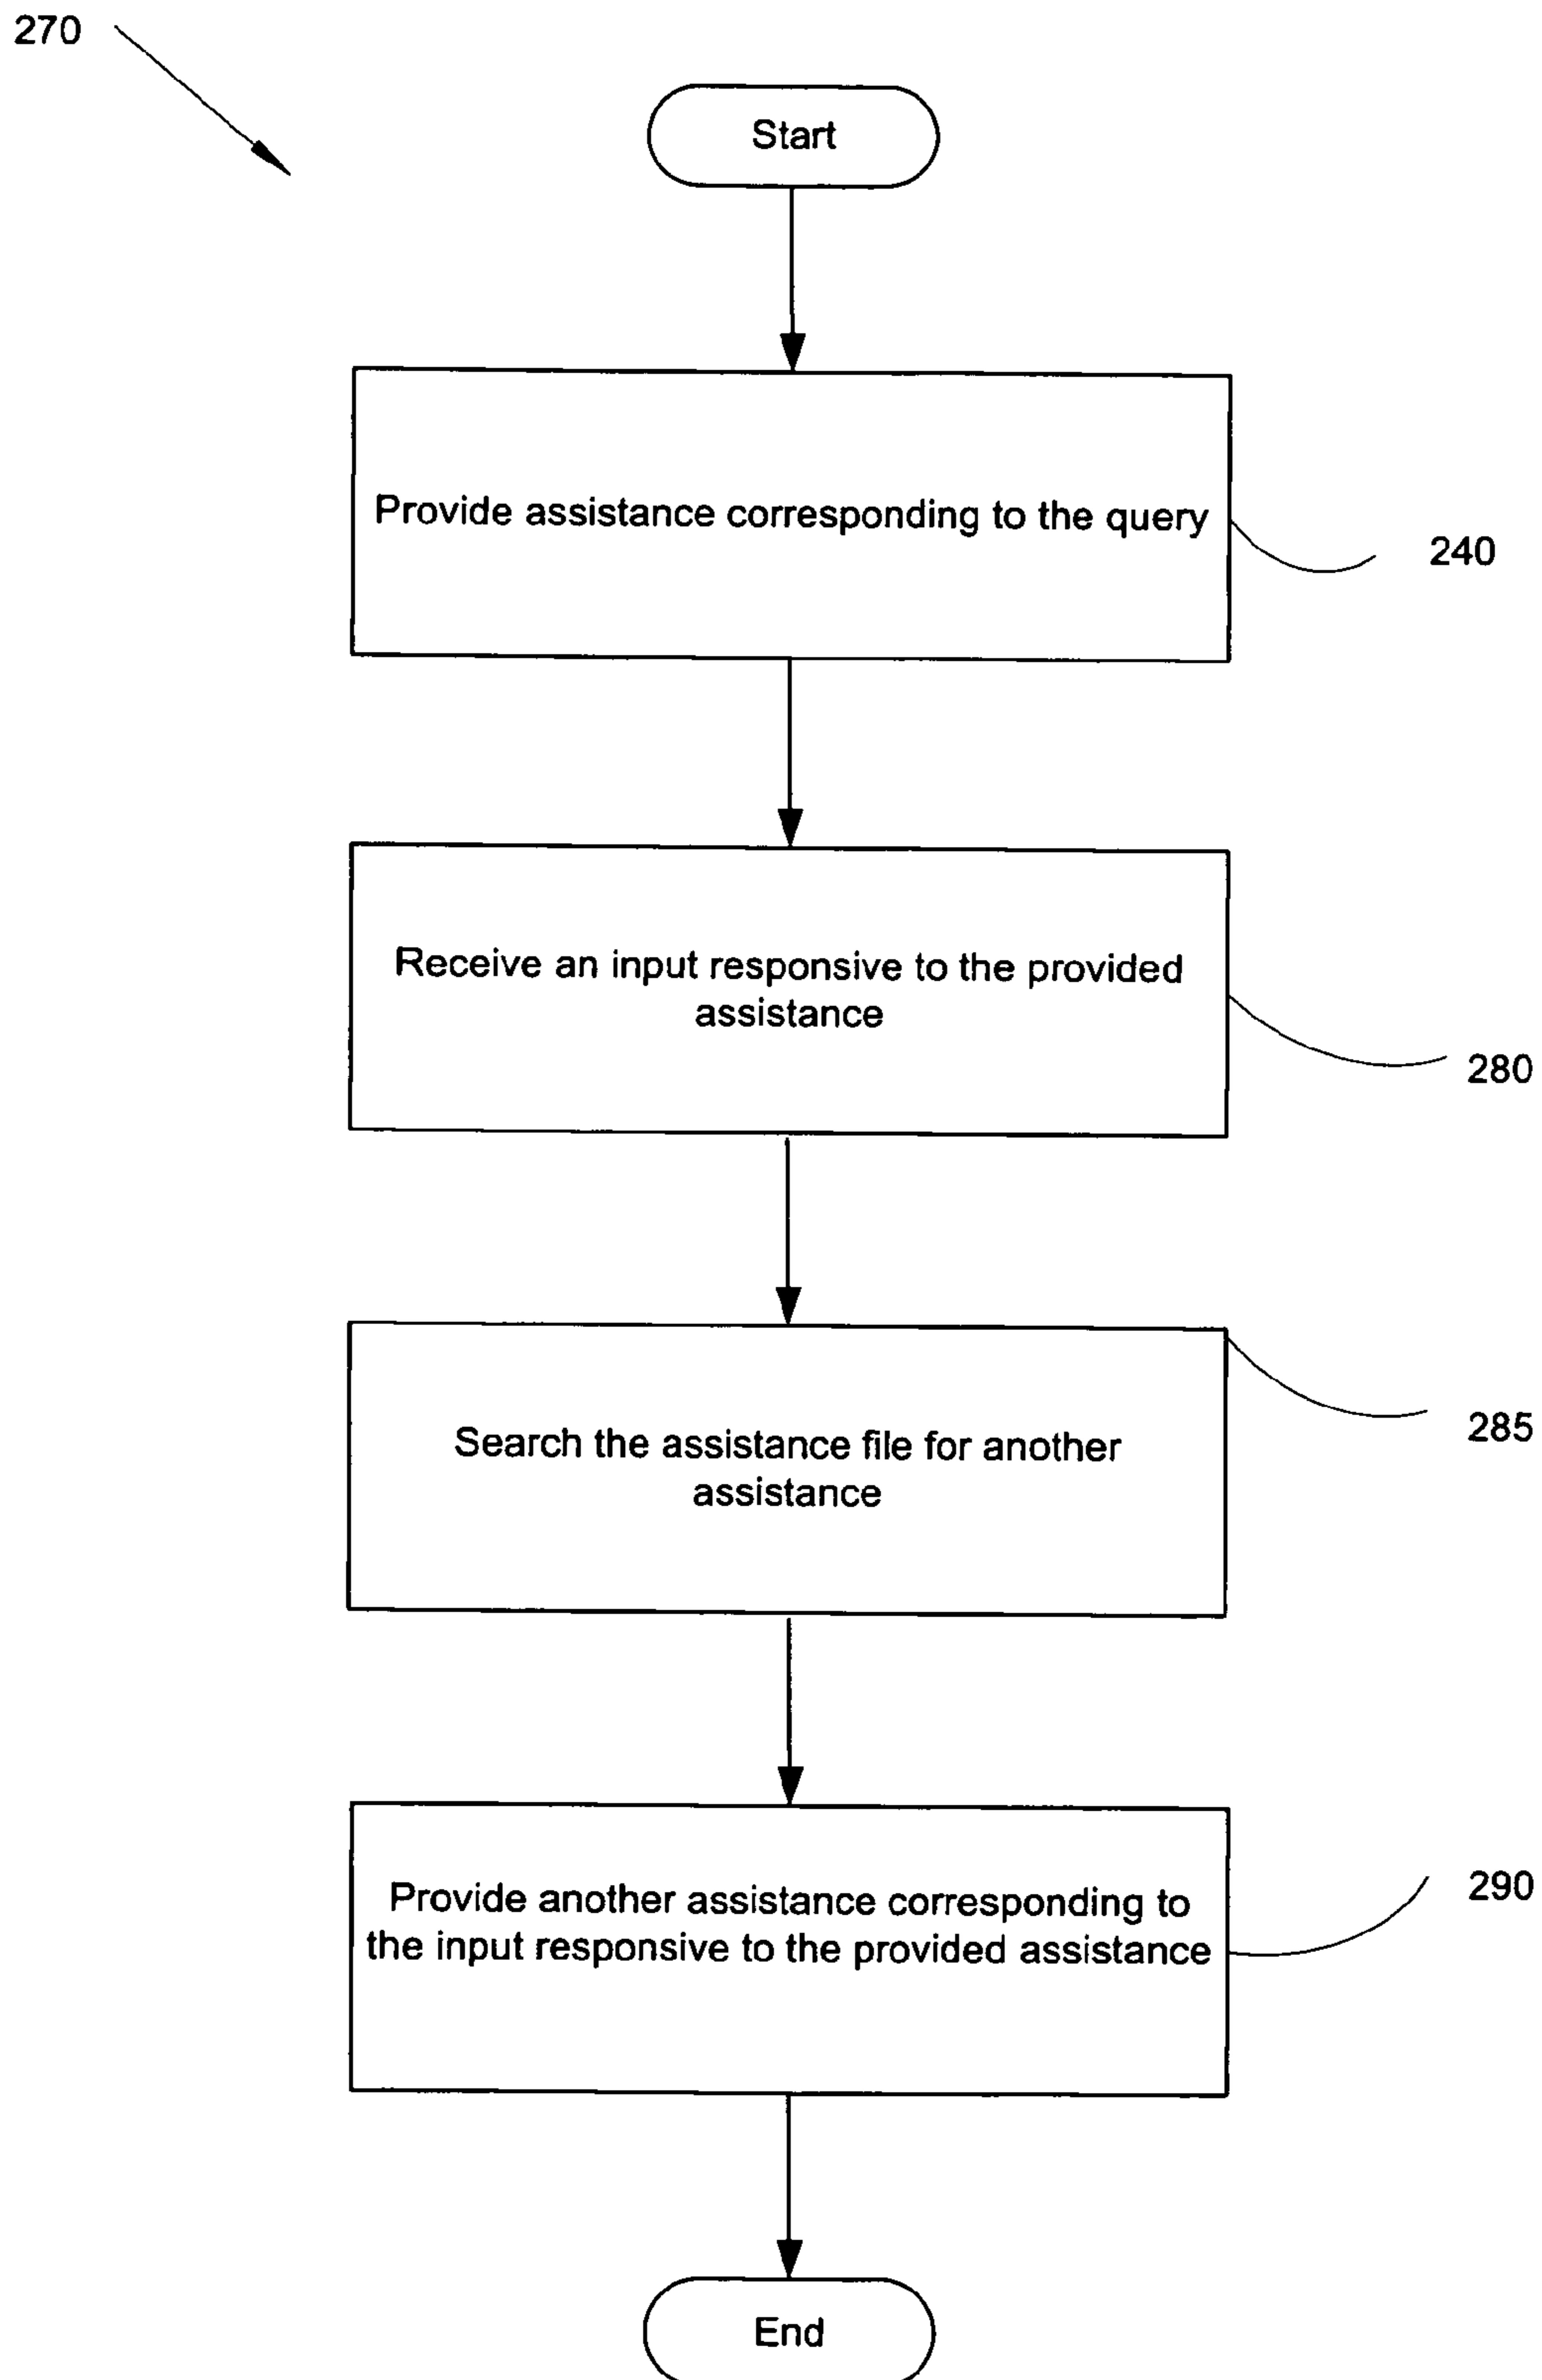 270
Start
Provide assistance corresponding to the query
240
Receive an input responsive to the provided
assistance
280
Search the assistance file for another
assistance
285
Provide another assistance corresponding to
the input responsive to the provided assistance
290
End